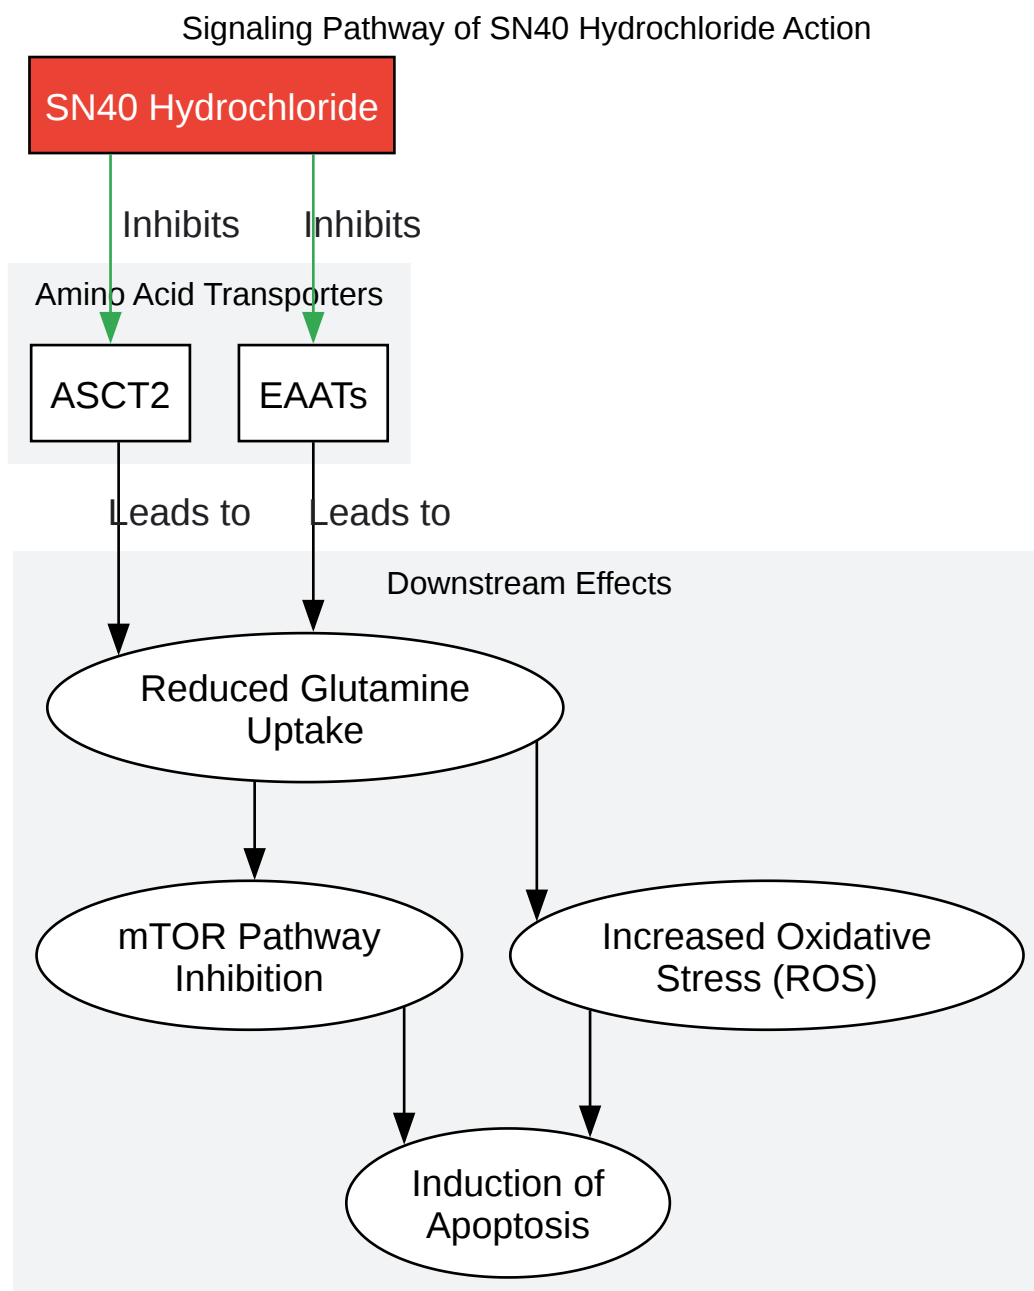 Signaling Pathway of SN40 Hydrochloride Action
SN40 Hydrochloride
Inhibits
Inhibits
Amino Acid Transporters
ASCT2
EAATs
Leads to
Leads to
Downstream Effects
Reduced Glutamine
Uptake
mTOR Pathway
Inhibition
Increased Oxidative
Stress (ROS)
Induction of
Apoptosis